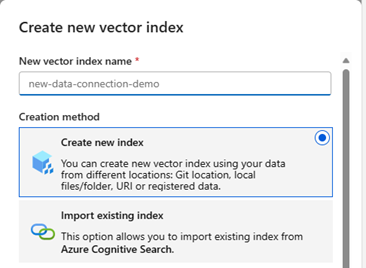 Create new vector index
New vector index name *
new-data-connection-demo
Creation method
Create new index
You can create new vector index using your data
from different locations: Git location, local
files/folder, URI or registered data.
Import existing index
This option allows you to import existing index from
Azure Cognitive Search.